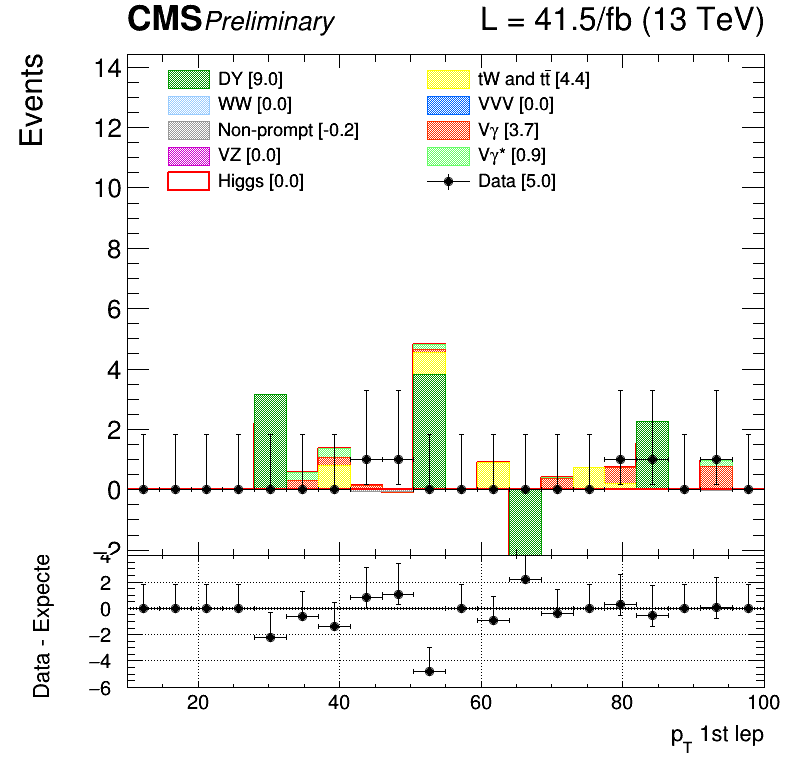 CMS Preliminary L = 41.5/fb (13 TeV)
Events
14
12
10
8
6
4
2
0
−2
DY [9.0]
WW [0.0]
Non-prompt [-0.2]
VZ [0.0]
Higgs [0.0]
tW and tt̄ [4.4]
VVV [0.0]
Vγ [3.7]
Vγ* [0.9]
Data [5.0]
Data - Expecte
4
2
0
−2
−4
−6
20 40 60 80 100
p_T 1st lep